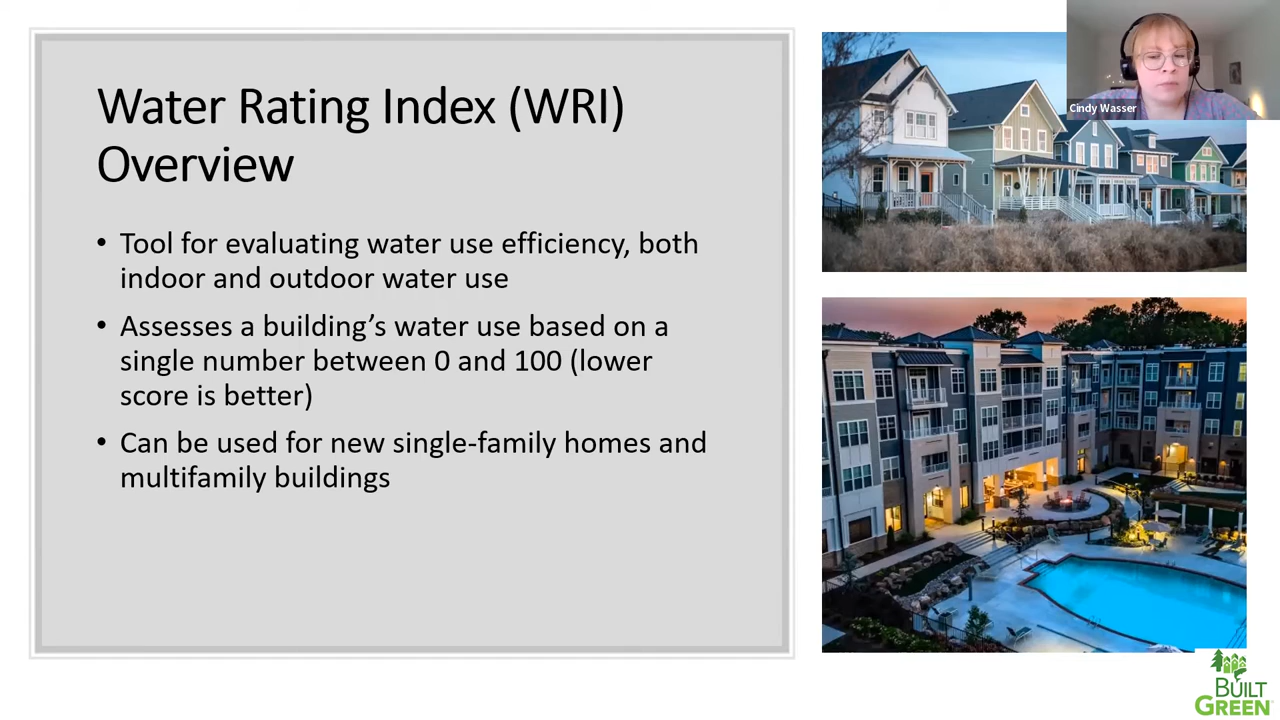 Water Rating Index (WRI)
Overview
• Tool for evaluating water use efficiency, both
indoor and outdoor water use
• Assesses a building’s water use based on a
single number between 0 and 100 (lower
score is better)
• Can be used for new single-family homes and
multifamily buildings
Cindy Wasser
BUILT
GREEN